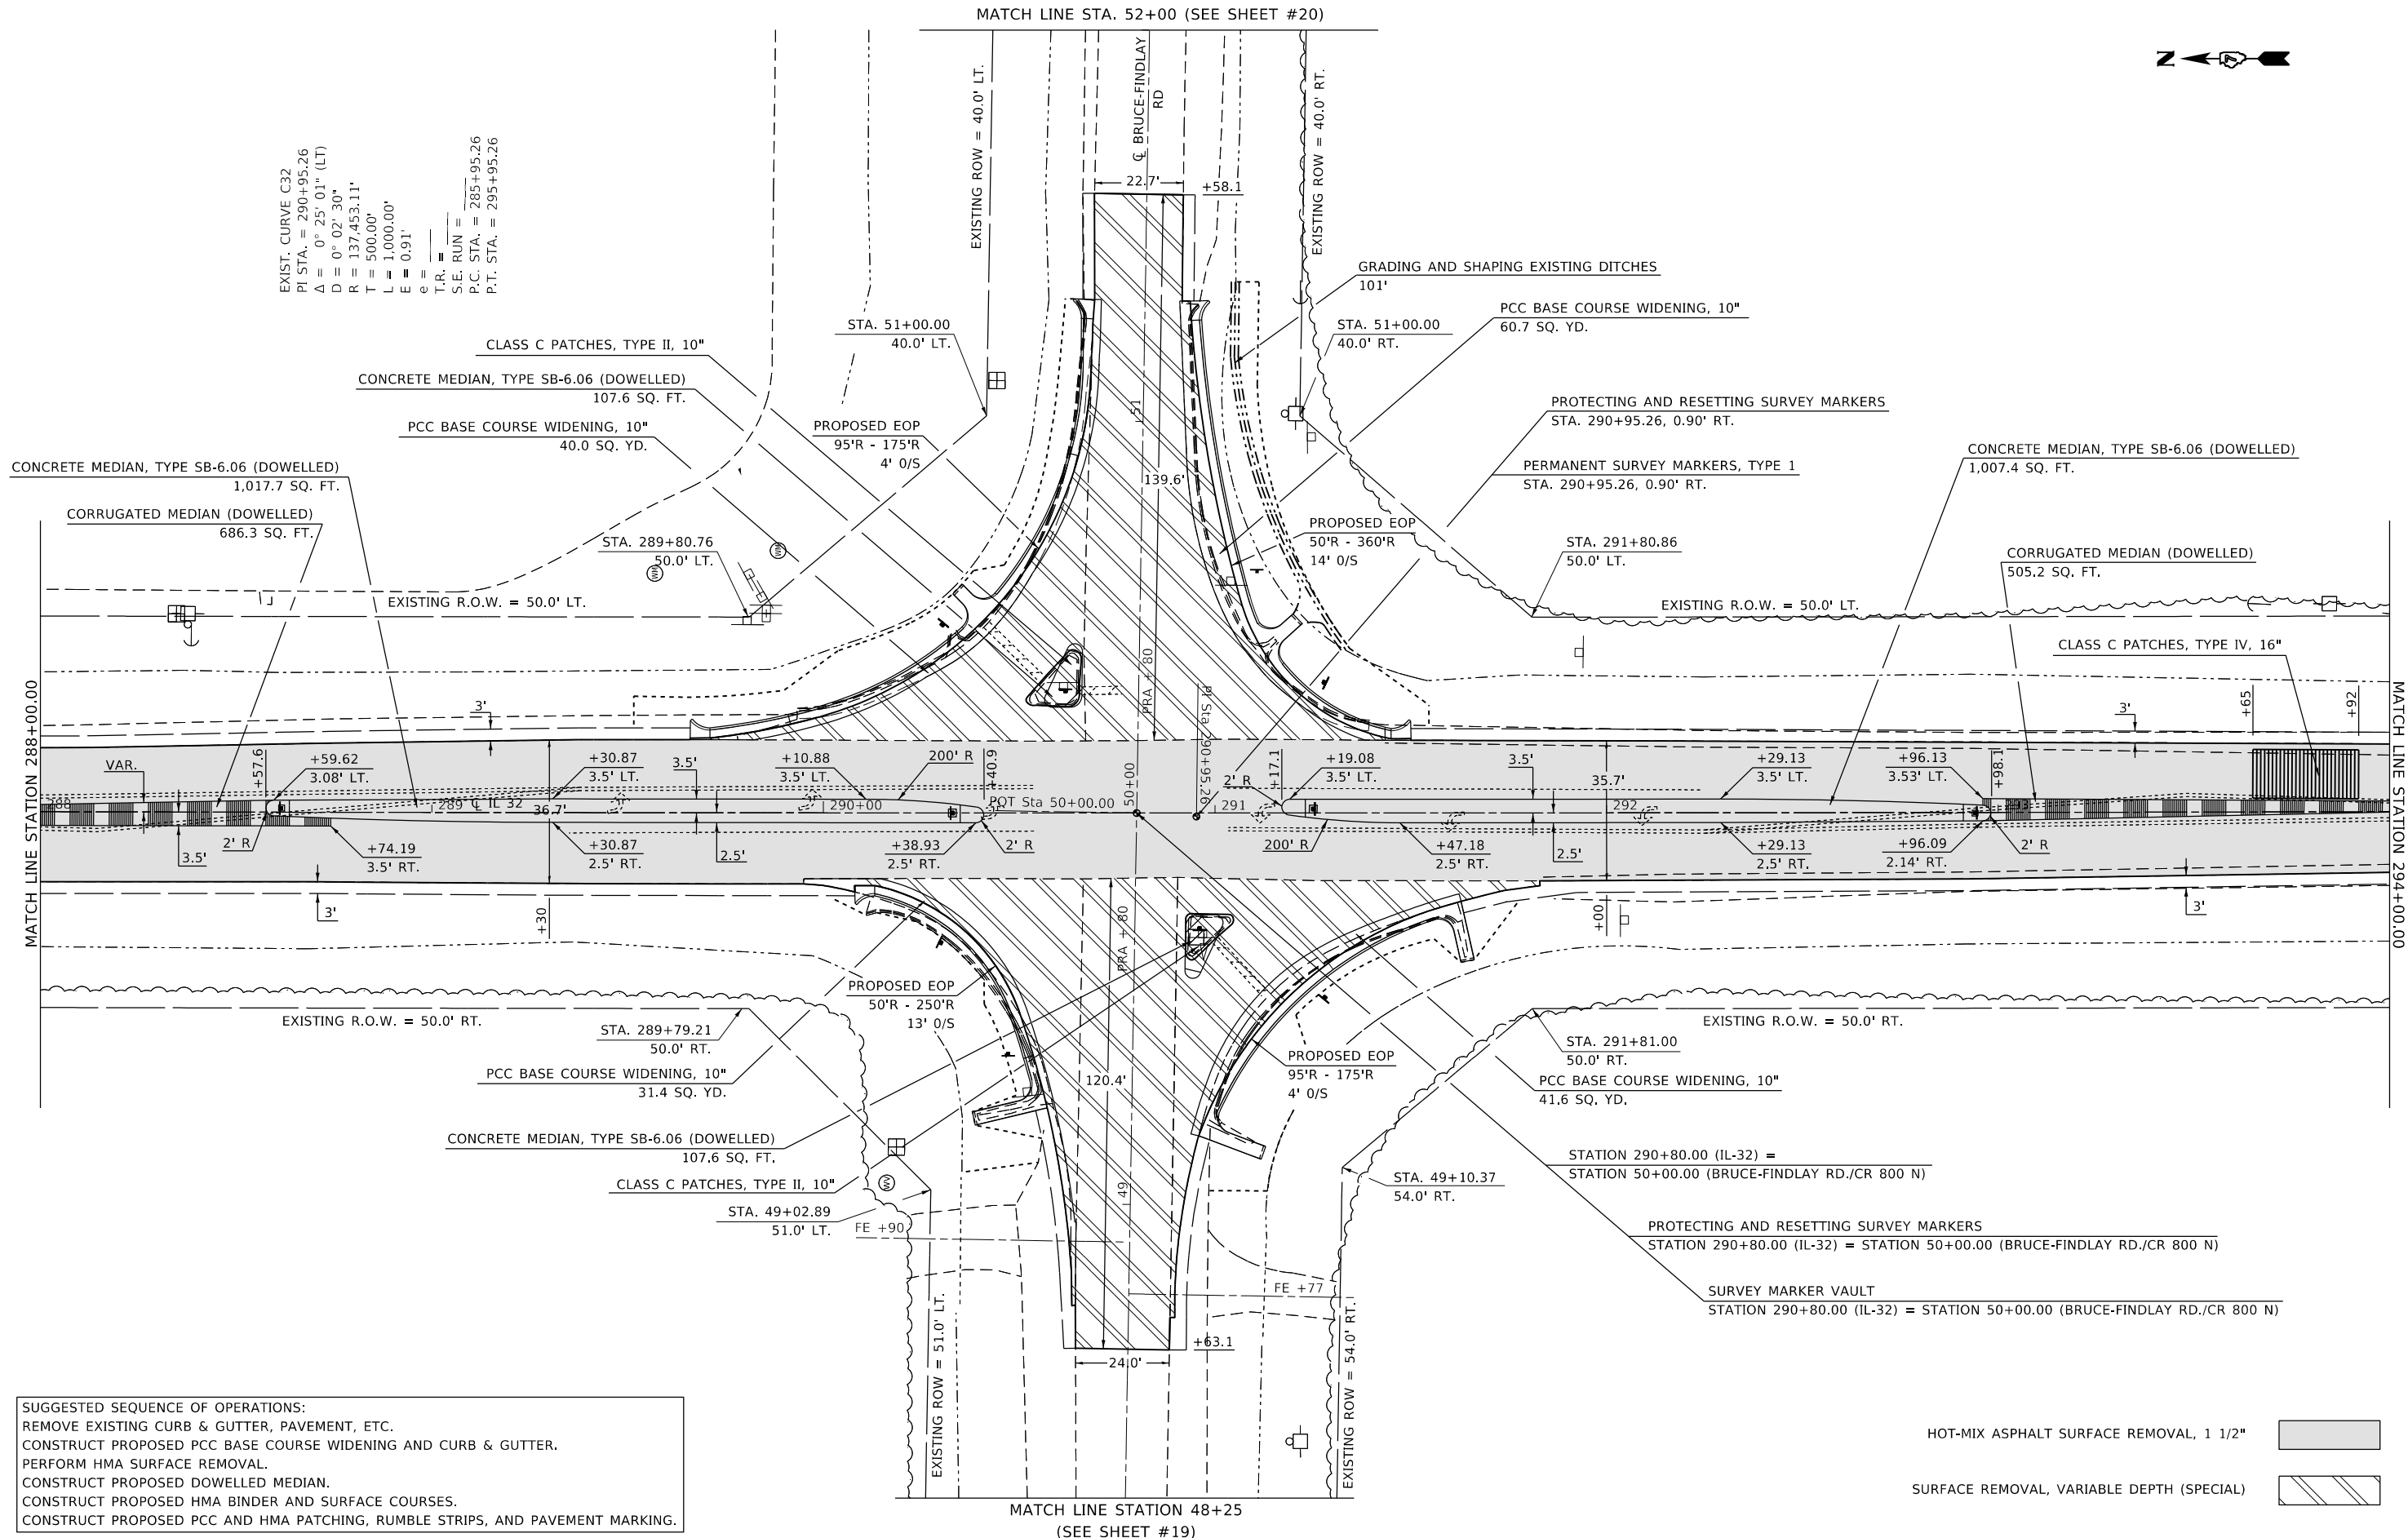 MATCH LINE STA. 52+00 (SEE SHEET #20)
N
EXIST. CURVE C32
PI STA. = 290+95.26
Δ = 0° 25' 01" (LT)
D = 0° 02' 30"
R = 137,453.11'
T = 500.00'
L = 1,000.00'
E = 0.91'
e = ____
T.R. = ____
S.E. RUN = ____
P.C. STA. = 285+95.26
P.T. STA. = 295+95.26
EXISTING ROW = 40.0' LT.
℄ BRUCE-FINDLAY
RD
EXISTING ROW = 40.0' RT.
22.7'
+58.1
GRADING AND SHAPING EXISTING DITCHES
101'
PCC BASE COURSE WIDENING, 10"
60.7 SQ. YD.
STA. 51+00.00
40.0' LT.
STA. 51+00.00
40.0' RT.
CLASS C PATCHES, TYPE II, 10"
CONCRETE MEDIAN, TYPE SB-6.06 (DOWELLED)
107.6 SQ. FT.
PCC BASE COURSE WIDENING, 10"
40.0 SQ. YD.
PROPOSED EOP
95'R - 175'R
4' O/S
51
139.6'
PROTECTING AND RESETTING SURVEY MARKERS
STA. 290+95.26, 0.90' RT.
PERMANENT SURVEY MARKERS, TYPE 1
STA. 290+95.26, 0.90' RT.
CONCRETE MEDIAN, TYPE SB-6.06 (DOWELLED)
1,007.4 SQ. FT.
CONCRETE MEDIAN, TYPE SB-6.06 (DOWELLED)
1,017.7 SQ. FT.
CORRUGATED MEDIAN (DOWELLED)
686.3 SQ. FT.
STA. 289+80.76
50.0' LT.
PROPOSED EOP
50'R - 360'R
14' O/S
STA. 291+80.86
50.0' LT.
CORRUGATED MEDIAN (DOWELLED)
505.2 SQ. FT.
EXISTING R.O.W. = 50.0' LT.
EXISTING R.O.W. = 50.0' LT.
CLASS C PATCHES, TYPE IV, 16"
MATCH LINE STATION 288+00.00
MATCH LINE STATION 294+00.00
PRA +80
PI Sta. 290+95.26
+65
+92
3'
3'
VAR.
+57.6
+59.62
3.08' LT.
+30.87
3.5' LT.
3.5'
+10.88
3.5' LT.
200' R
+40.9
50+00
2' R
+17.1
+19.08
3.5' LT.
3.5'
35.7'
+29.13
3.5' LT.
+96.13
3.53' LT.
+98.1
288
289
℄ IL 32
36.7'
290+00
POT Sta 50+00.00
291
292
293
3.5'
2' R
+74.19
3.5' RT.
+30.87
2.5' RT.
2.5'
+38.93
2.5' RT.
2' R
200' R
+47.18
2.5' RT.
2.5'
+29.13
2.5' RT.
+96.09
2.14' RT.
2' R
3'
+30
PRA +80
+00
3'
EXISTING R.O.W. = 50.0' RT.
EXISTING R.O.W. = 50.0' RT.
PROPOSED EOP
50'R - 250'R
13' O/S
STA. 289+79.21
50.0' RT.
STA. 291+81.00
50.0' RT.
PCC BASE COURSE WIDENING, 10"
31.4 SQ. YD.
120.4'
PROPOSED EOP
95'R - 175'R
4' O/S
PCC BASE COURSE WIDENING, 10"
41.6 SQ. YD.
CONCRETE MEDIAN, TYPE SB-6.06 (DOWELLED)
107.6 SQ. FT.
CLASS C PATCHES, TYPE II, 10"
49
STATION 290+80.00 (IL-32) =
STATION 50+00.00 (BRUCE-FINDLAY RD./CR 800 N)
STA. 49+10.37
54.0' RT.
STA. 49+02.89
51.0' LT.
FE +90
PROTECTING AND RESETTING SURVEY MARKERS
STATION 290+80.00 (IL-32) = STATION 50+00.00 (BRUCE-FINDLAY RD./CR 800 N)
FE +77
SURVEY MARKER VAULT
STATION 290+80.00 (IL-32) = STATION 50+00.00 (BRUCE-FINDLAY RD./CR 800 N)
+63.1
24.0'
EXISTING ROW = 51.0' LT.
EXISTING ROW = 54.0' RT.
SUGGESTED SEQUENCE OF OPERATIONS:
REMOVE EXISTING CURB & GUTTER, PAVEMENT, ETC.
CONSTRUCT PROPOSED PCC BASE COURSE WIDENING AND CURB & GUTTER.
PERFORM HMA SURFACE REMOVAL.
CONSTRUCT PROPOSED DOWELLED MEDIAN.
CONSTRUCT PROPOSED HMA BINDER AND SURFACE COURSES.
CONSTRUCT PROPOSED PCC AND HMA PATCHING, RUMBLE STRIPS, AND PAVEMENT MARKING.
HOT-MIX ASPHALT SURFACE REMOVAL, 1 1/2"
SURFACE REMOVAL, VARIABLE DEPTH (SPECIAL)
MATCH LINE STATION 48+25
(SEE SHEET #19)